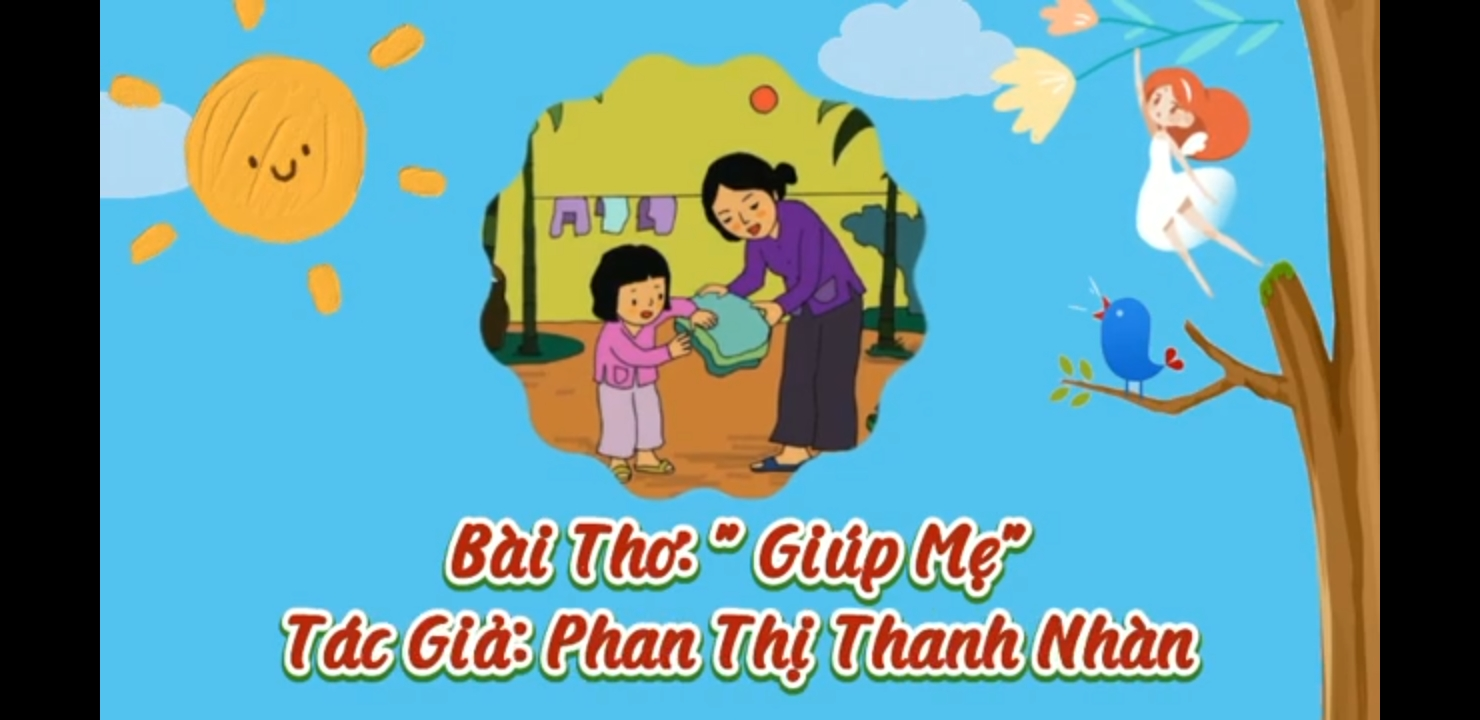 Bài Thơ: " Giúp Mẹ"
Tác Giả: Phan Thị Thanh Nhàn